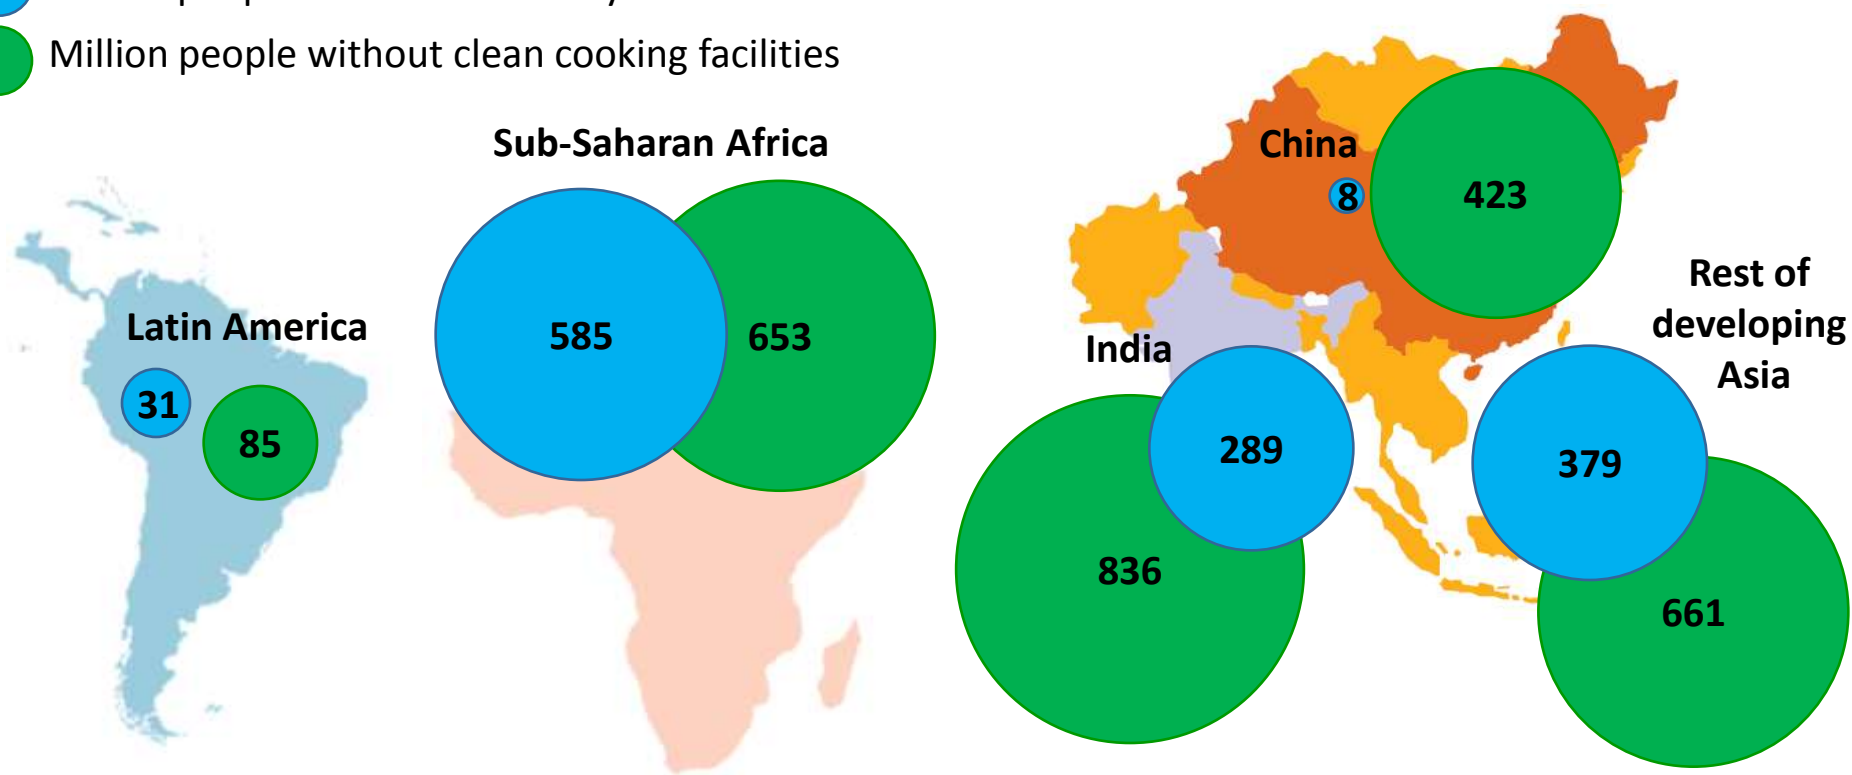 Million people without clean cooking facilities
Sub-Saharan Africa
China
8
423
Rest of
developing
Asia
Latin America
585
653
India
31
85
289
379
836
661